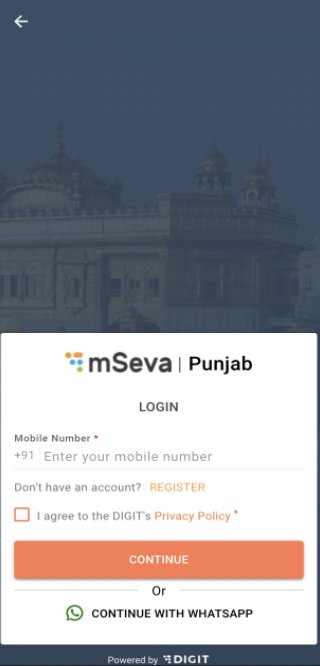 mSeva | Punjab
LOGIN
Mobile Number *
+91 Enter your mobile number
Don't have an account? REGISTER
I agree to the DIGIT's Privacy Policy *
CONTINUE
Or
CONTINUE WITH WHATSAPP
Powered by DIGIT